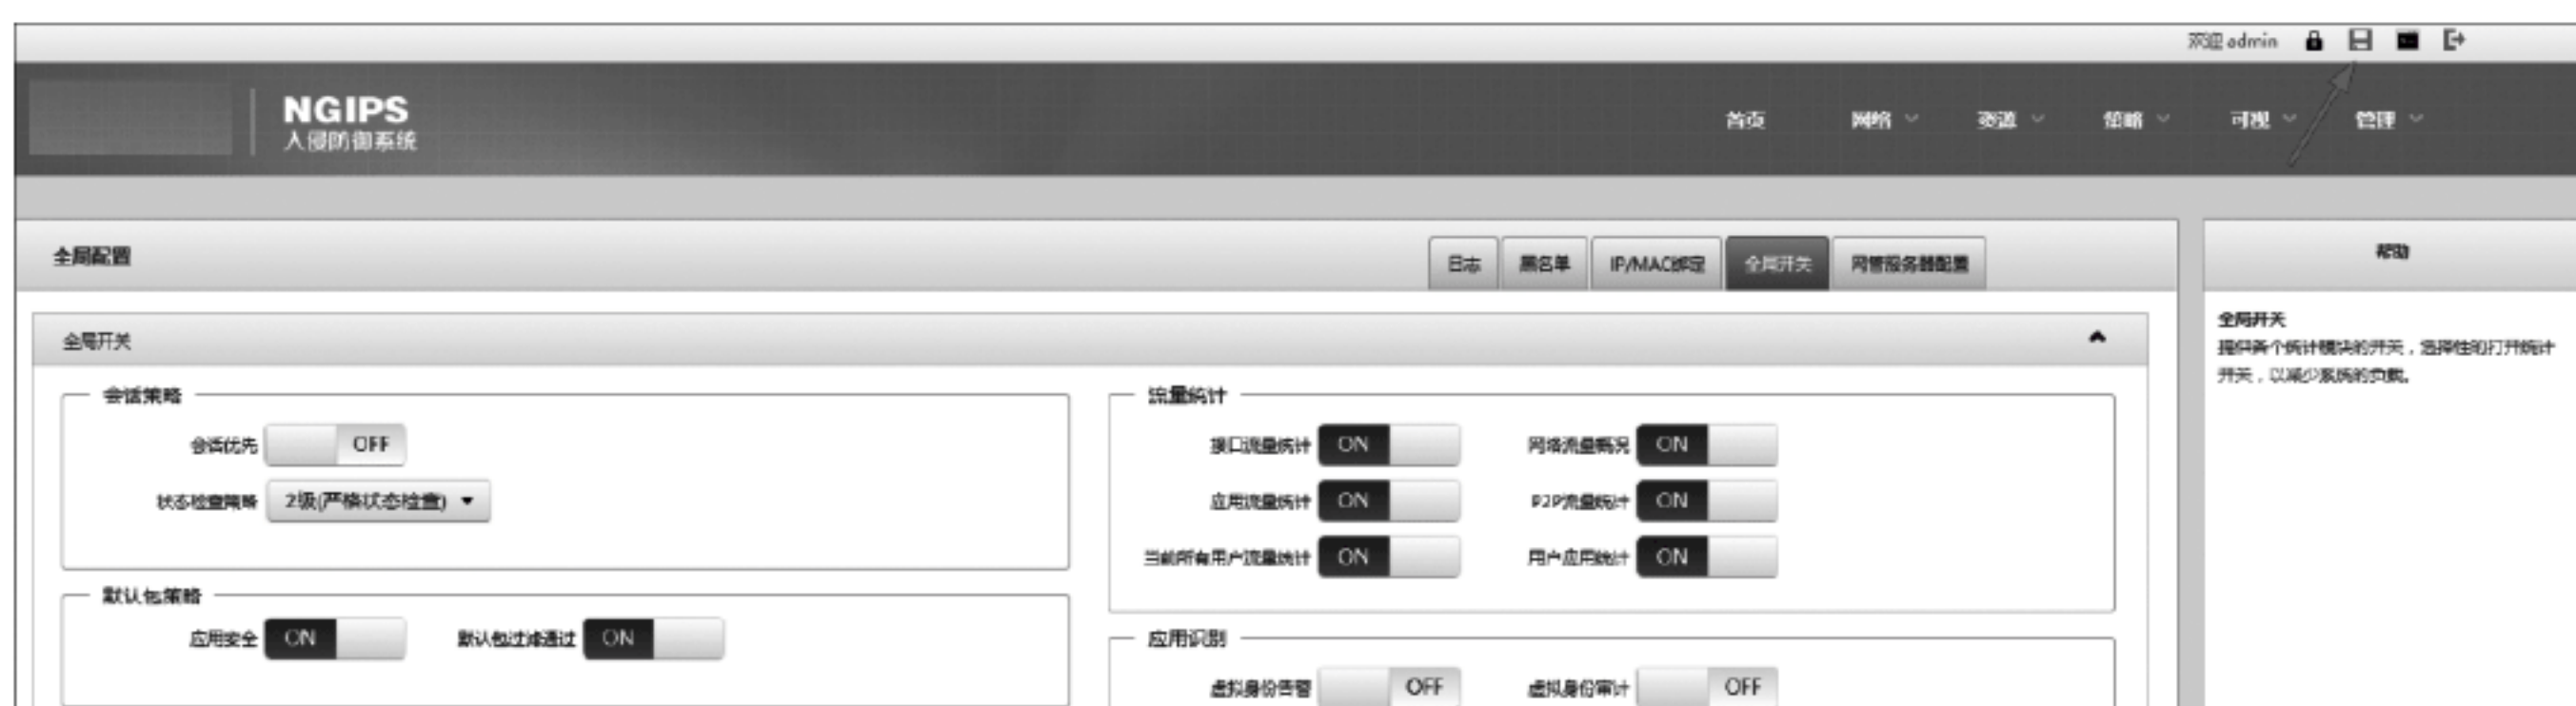 欢迎 admin
NGIPS
入侵防御系统
首页 网络 资源 策略 可视 管理
全局配置
日志 黑名单 IP/MAC绑定 全局开关 网管服务器配置
帮助
全局开关
会话策略
会话优先 OFF
状态检查策略 2级(严格状态检查)
默认包策略
应用安全 ON 默认包过滤通过 ON
流量统计
接口流量统计 ON 网络流量概况 ON
应用流量统计 ON P2P流量统计 ON
当前所有用户流量统计 ON 用户应用统计 ON
应用识别
虚拟身份告警 OFF 虚拟身份审计 OFF
全局开关
提供各个统计模块的开关，选择性的打开统计
开关，以减少系统的负载。